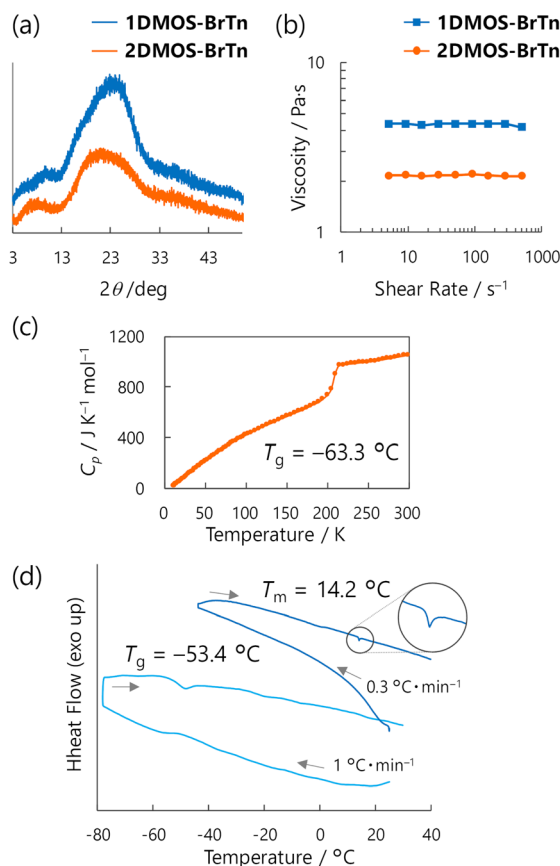 (a)
1DMOS-BrTn
2DMOS-BrTn
3 13 23 33 43
2θ /deg
(b)
1DMOS-BrTn
2DMOS-BrTn
Viscosity / Pa·s
10
1
1 10 100 1000
Shear Rate / s⁻¹
(c)
Cp / J K⁻¹ mol⁻¹
1200
800
400
0
Tg = −63.3 °C
0 50 100 150 200 250 300
Temperature / K
(d)
Hheat Flow (exo up)
Tm = 14.2 °C
Tg = −53.4 °C
0.3 °C·min⁻¹
1 °C·min⁻¹
-80 -60 -40 -20 0 20 40
Temperature / °C